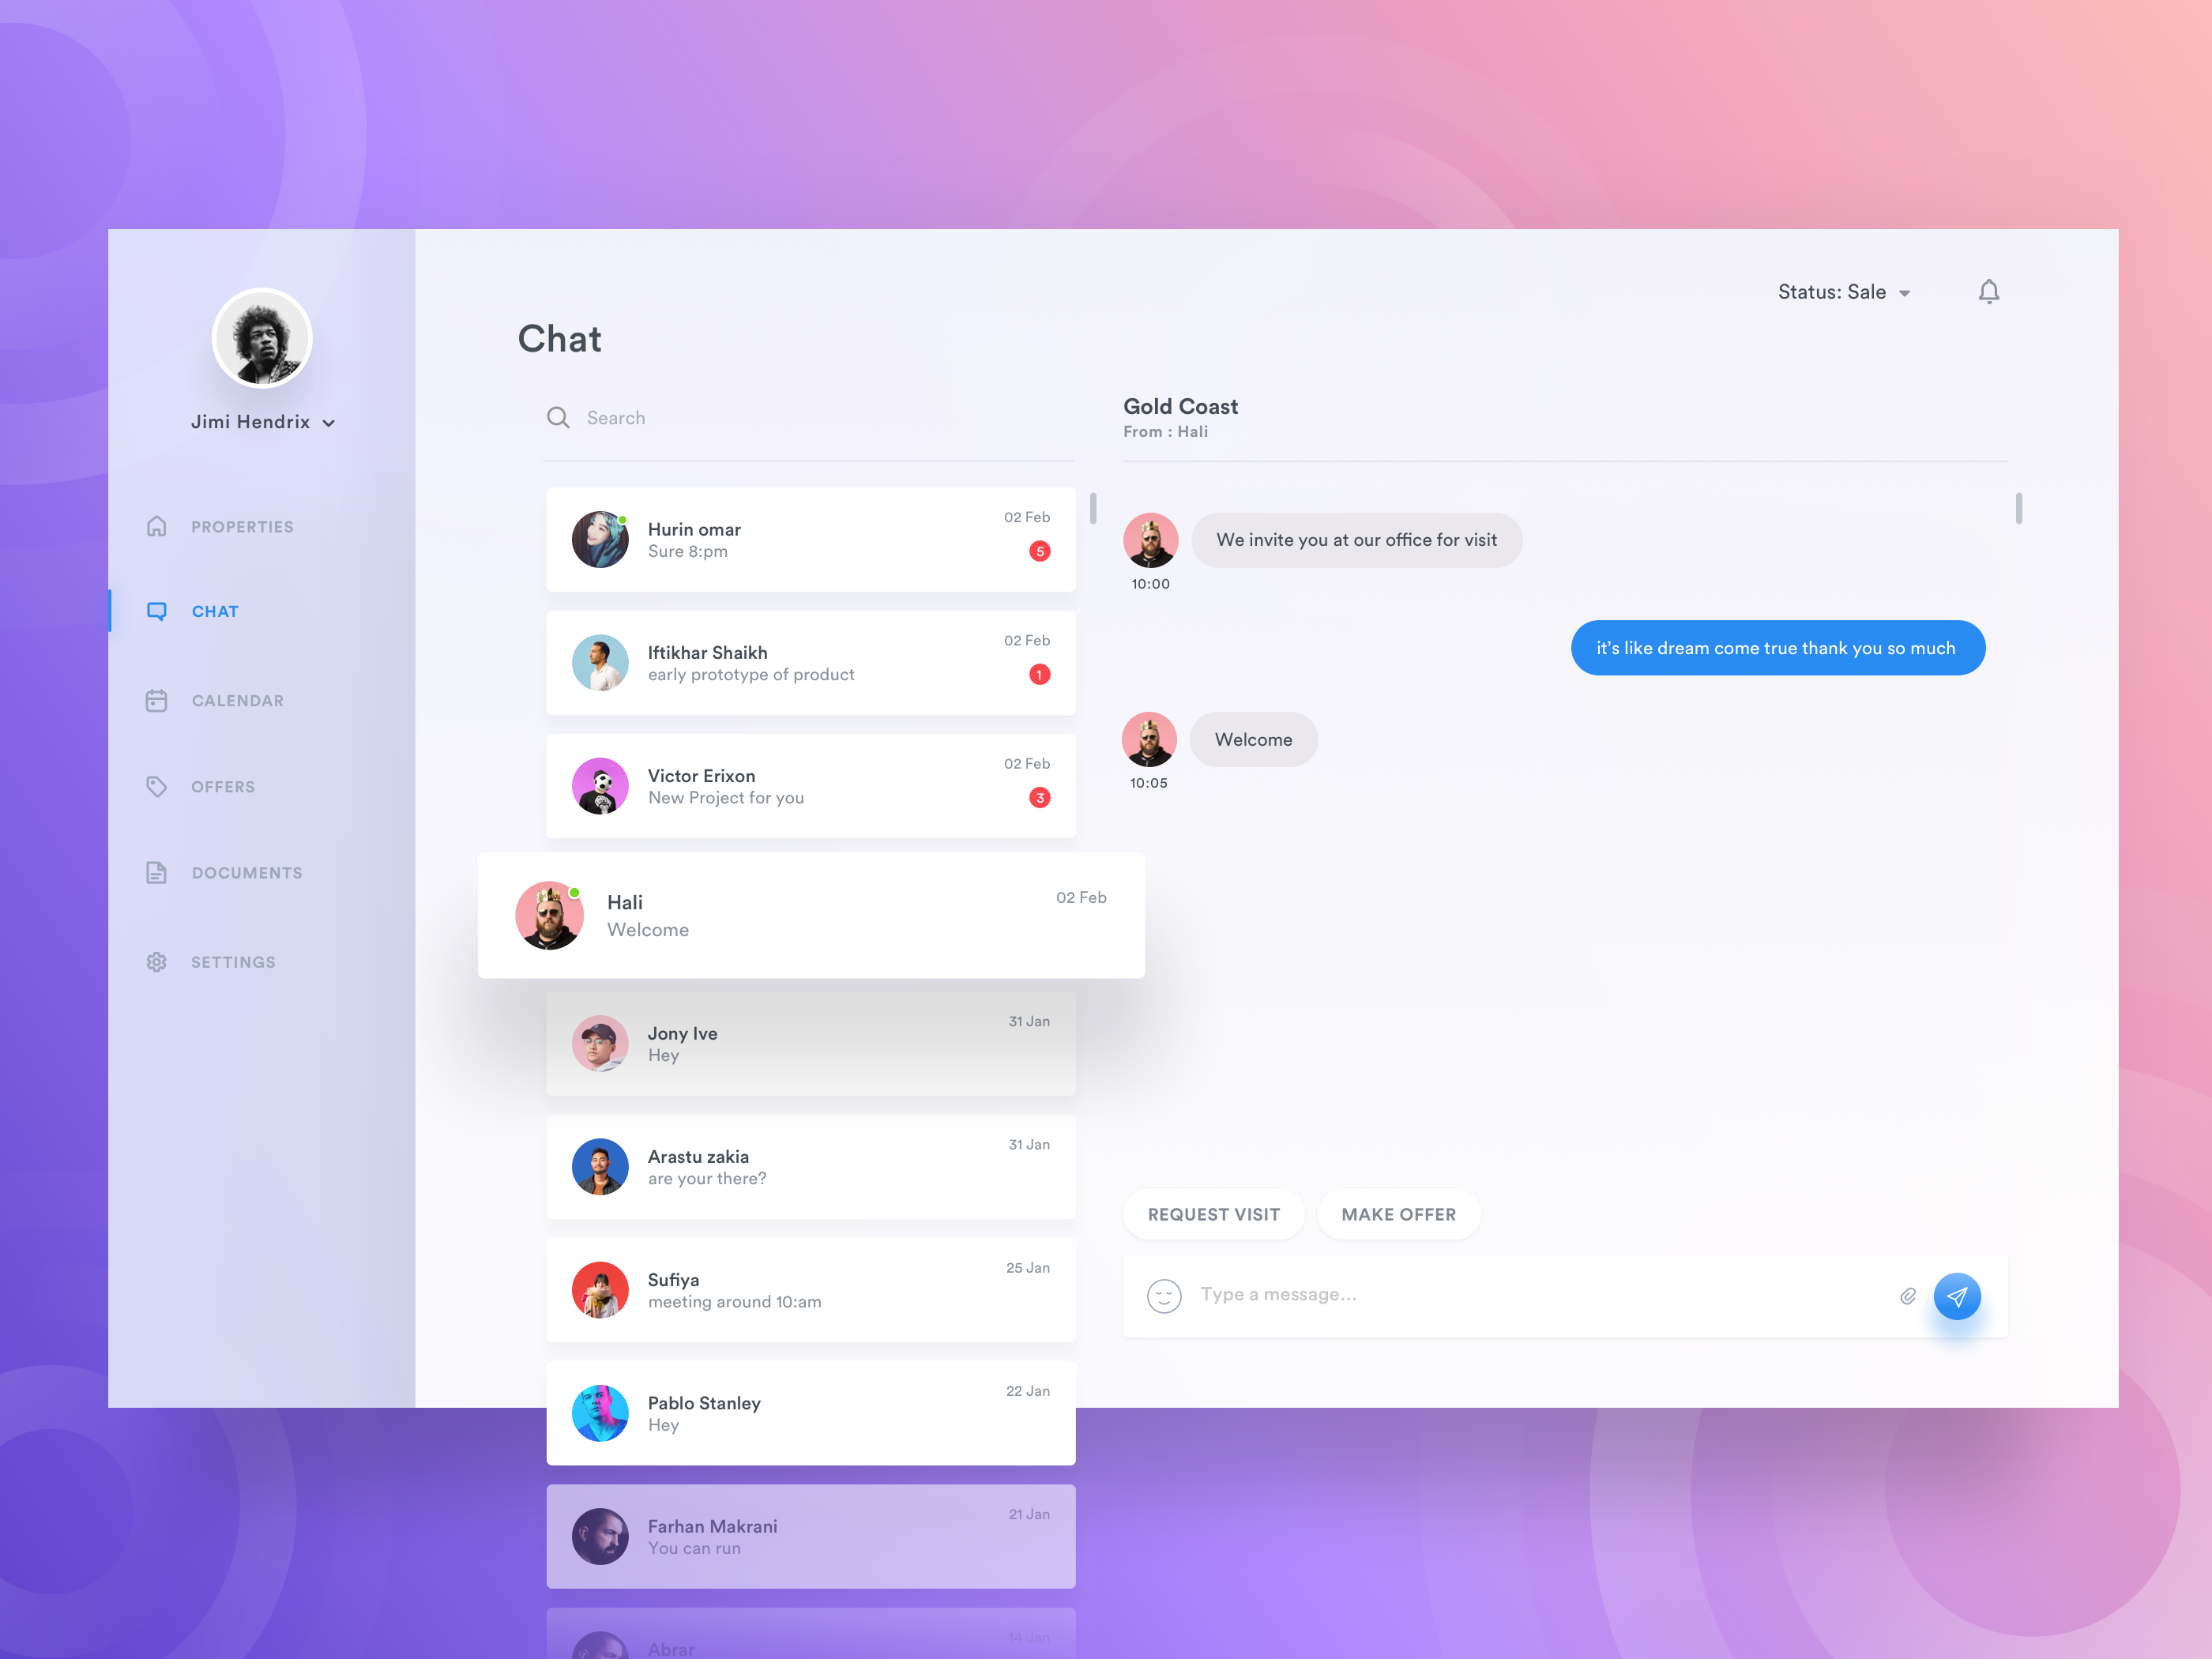 Jimi Hendrix
PROPERTIES
CHAT
CALENDAR
OFFERS
DOCUMENTS
SETTINGS
Status: Sale
Chat
Search
Hurin omar
02 Feb
Sure 8:pm
5
Iftikhar Shaikh
02 Feb
early prototype of product
1
Victor Erixon
02 Feb
New Project for you
3
Hali
02 Feb
Welcome
Jony Ive
31 Jan
Hey
Arastu zakia
31 Jan
are your there?
Sufiya
25 Jan
meeting around 10:am
Pablo Stanley
22 Jan
Hey
Farhan Makrani
21 Jan
You can run
Abrar
14 Jan
Gold Coast
From : Hali
We invite you at our office for visit
10:00
it's like dream come true thank you so much
Welcome
10:05
REQUEST VISIT
MAKE OFFER
Type a message...